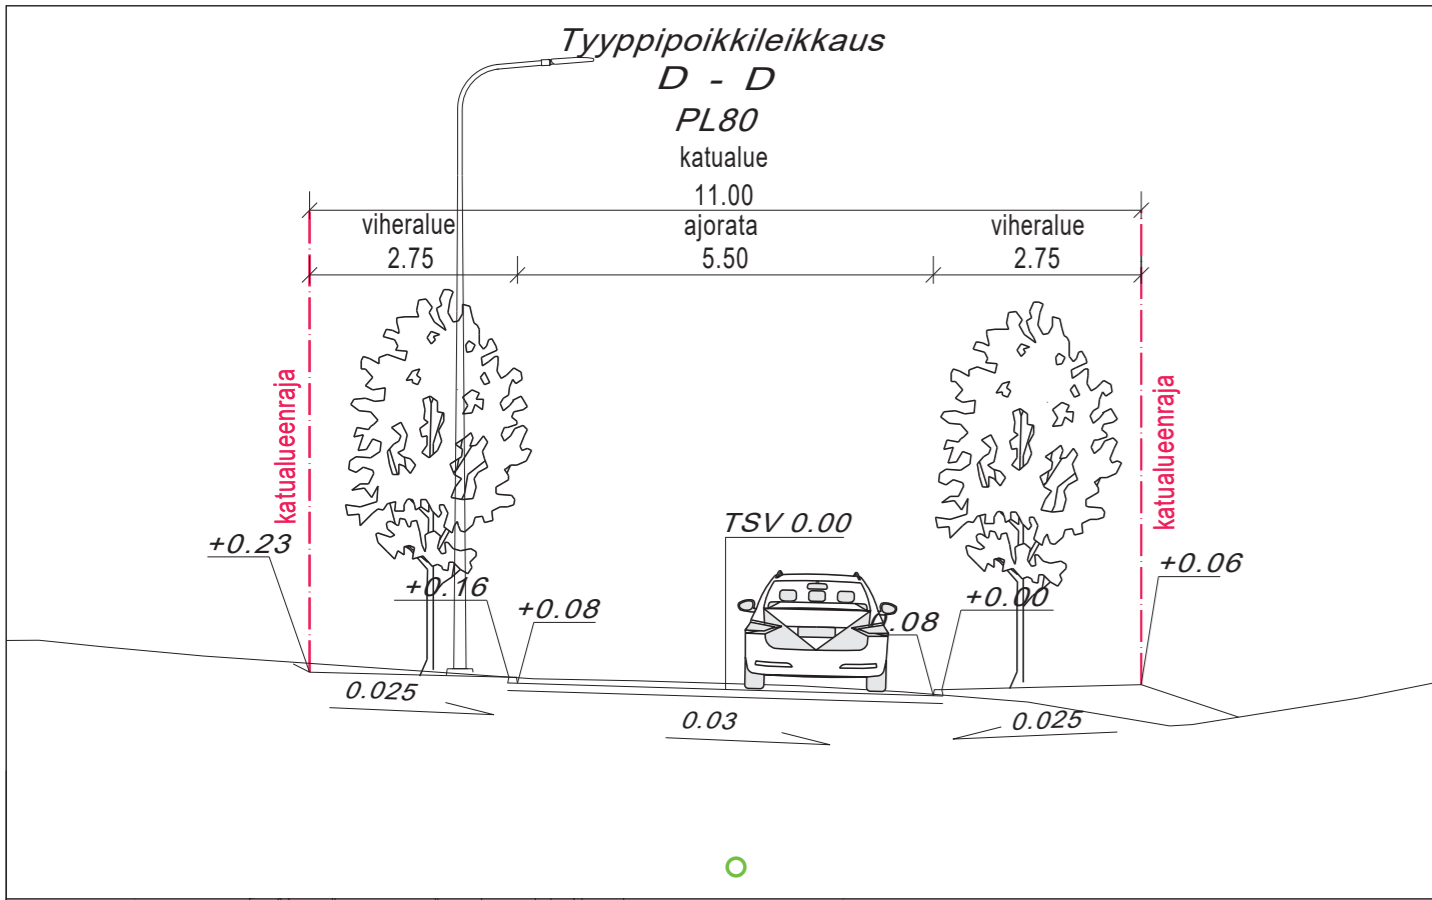 Tyyppipoikkileikkaus
D - D
PL80
katualue
11.00
viheralue ajorata viheralue
2.75 5.50 2.75
katualueenraja
katualueenraja
TSV 0.00
+0.23
+0.06
+0.16
+0.08
.08
+0.00
0.025
0.03
0.025